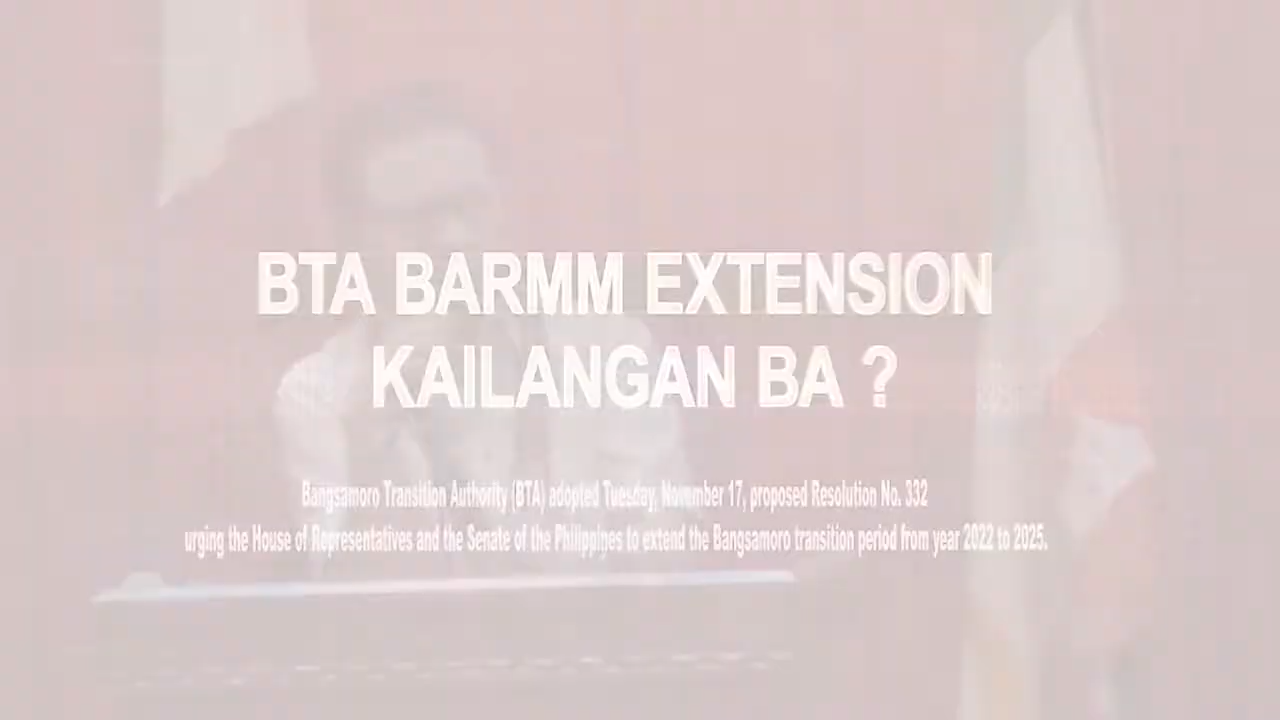 BTA BARMM EXTENSION
KAILANGAN BA ?
Bangsamoro Transition Authority (BTA) adopted Tuesday, November 17, proposed Resolution No. 332
urging the House of Representatives and the Senate of the Philippines to extend the Bangsamoro transition period from year 2022 to 2025.